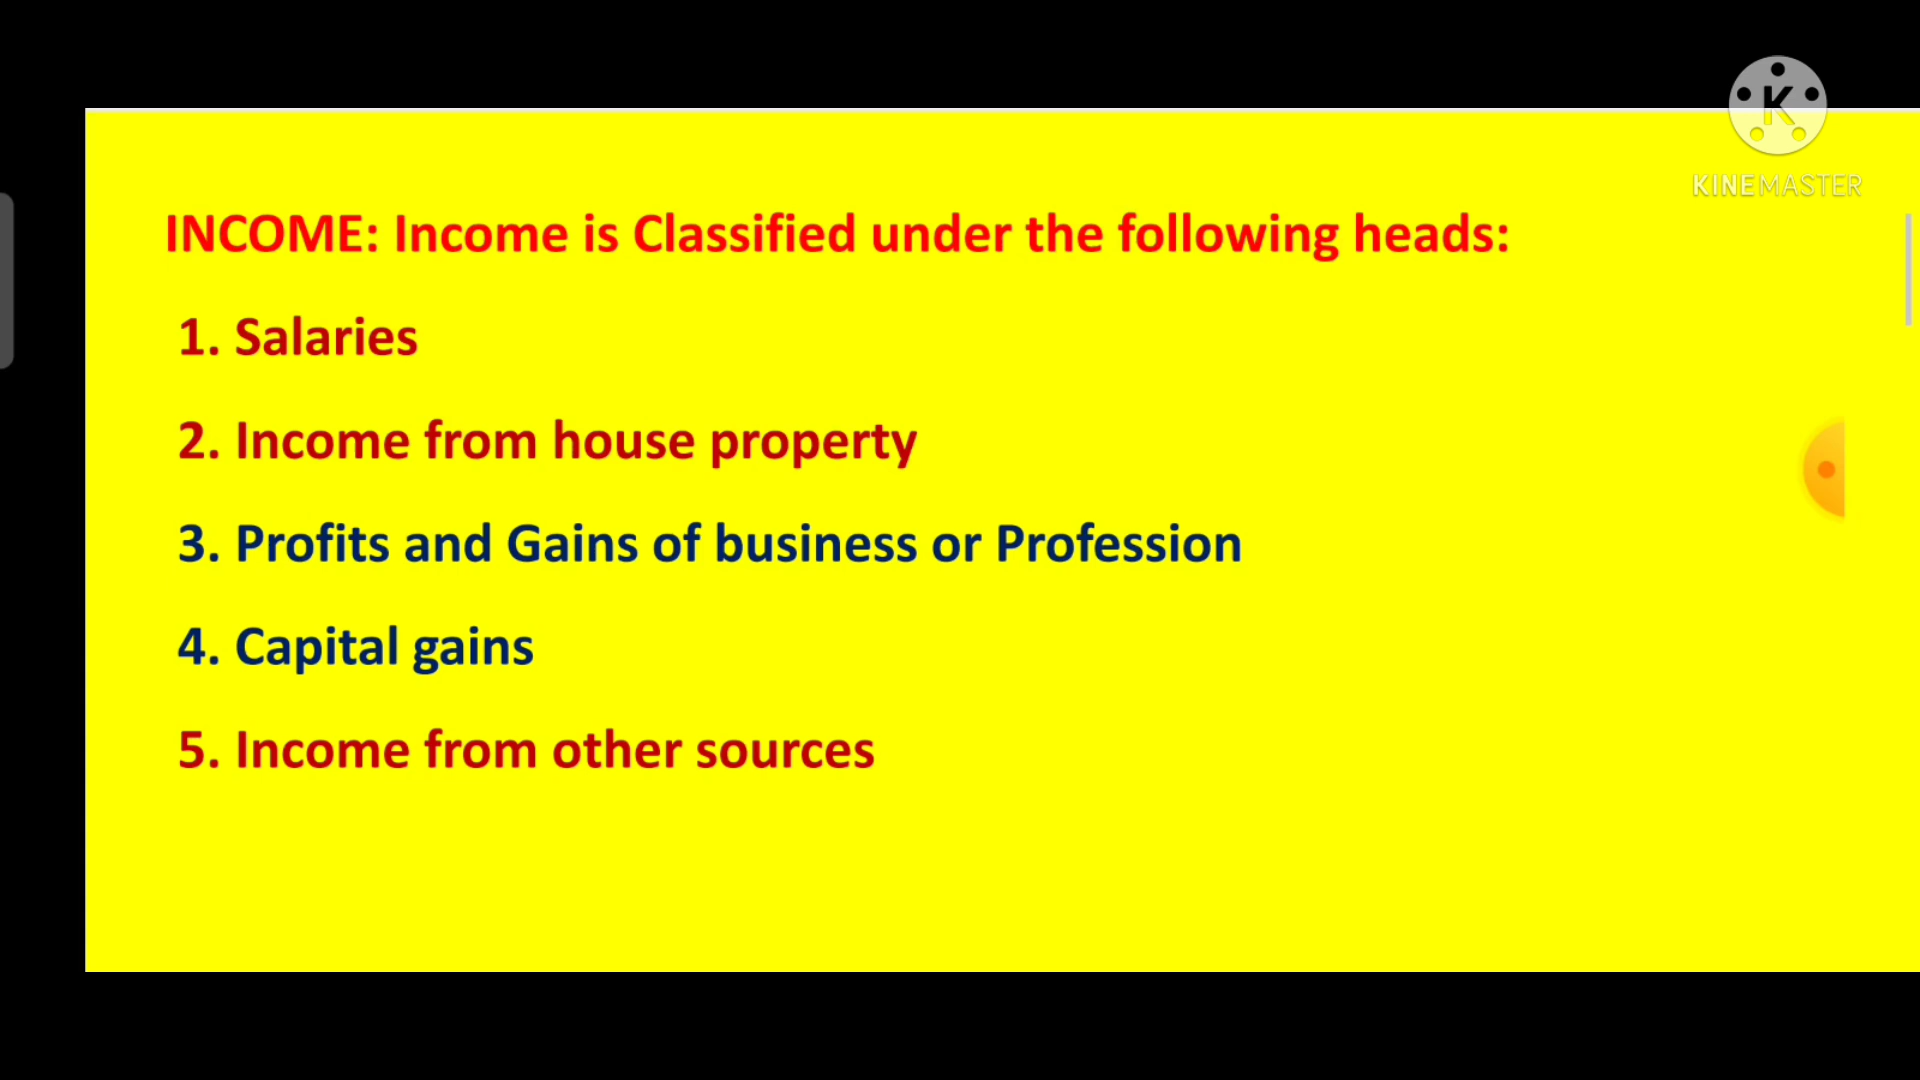 K
KINEMASTER
INCOME: Income is Classified under the following heads:
1. Salaries
2. Income from house property
3. Profits and Gains of business or Profession
4. Capital gains
5. Income from other sources